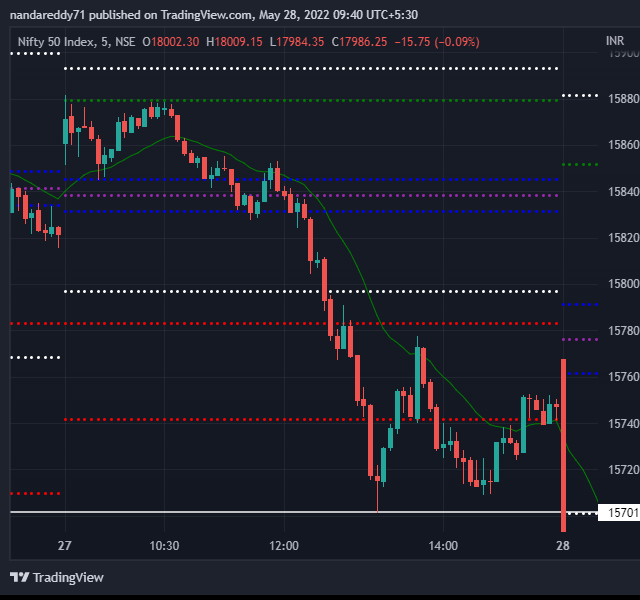 nandareddy71 published on TradingView.com, May 28, 2022 09:40 UTC+5:30
Nifty 50 Index, 5, NSE O18002.30 H18009.15 L17984.35 C17986.25 −15.75 (−0.09%)
INR
15900
15880
15860
15840
15820
15800
15780
15760
15740
15720
15701
27 10:30 12:00 14:00 28
TradingView